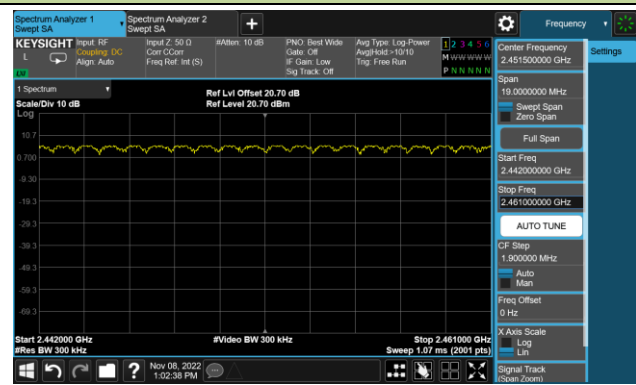 Spectrum Analyzer 1
Swept SA
Spectrum Analyzer 2
Swept SA
+
Frequency
KEYSIGHT
L
LNI
Input: RF
Coupling: DC
Align: Auto
Input Z: 50 Ω
Corr CCorr
Freq Ref: Int (S)
#Atten: 10 dB
PNO: Best Wide
Gate: Off
IF Gain: Low
Sig Track: Off
Avg Type: Log-Power
Avg|Hold:>10/10
Trig: Free Run
1 2 3 4 5 6
M W W W W W
P N N N N N
1 Spectrum
Scale/Div 10 dB
Log
Ref Lvl Offset 20.70 dB
Ref Level 20.70 dBm
10.7
0.700
-9.30
-19.3
-29.3
-39.3
-49.3
-59.3
-69.3
Start 2.442000 GHz
#Res BW 300 kHz
#Video BW 300 kHz
Stop 2.461000 GHz
Sweep 1.07 ms (2001 pts)
Center Frequency
2.451500000 GHz
Settings
Span
19.0000000 MHz
Swept Span
Zero Span
Full Span
Start Freq
2.442000000 GHz
Stop Freq
2.461000000 GHz
AUTO TUNE
CF Step
1.900000 MHz
Auto
Man
Freq Offset
0 Hz
X Axis Scale
Log
Lin
Signal Track
(Span Zoom)
?
Nov 08, 2022
1:02:38 PM